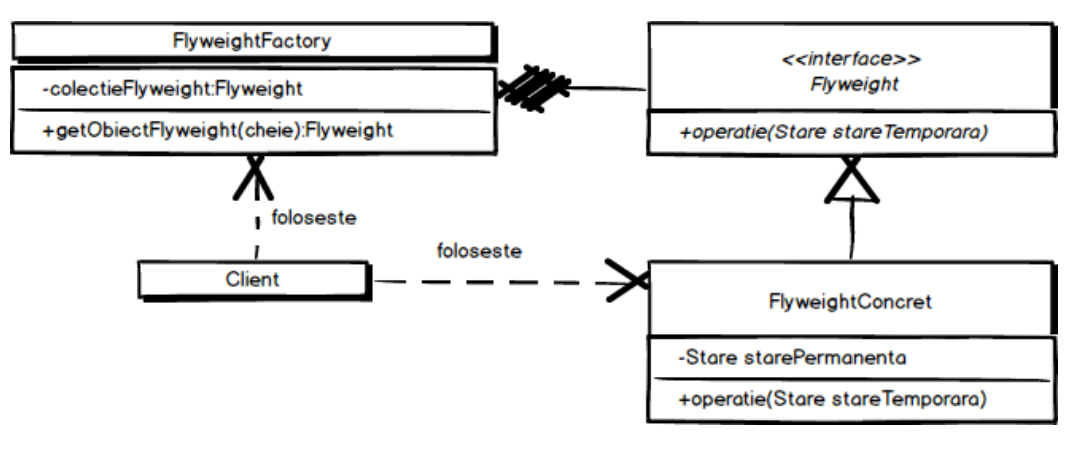 FlyweightFactory
-colectieFlyweight:Flyweight
+getObiectFlyweight(cheie):Flyweight
<<interface>>
Flyweight
+operatie(Stare stareTemporara)
foloseste
Client
foloseste
FlyweightConcret
-Stare starePermanenta
+operatie(Stare stareTemporara)